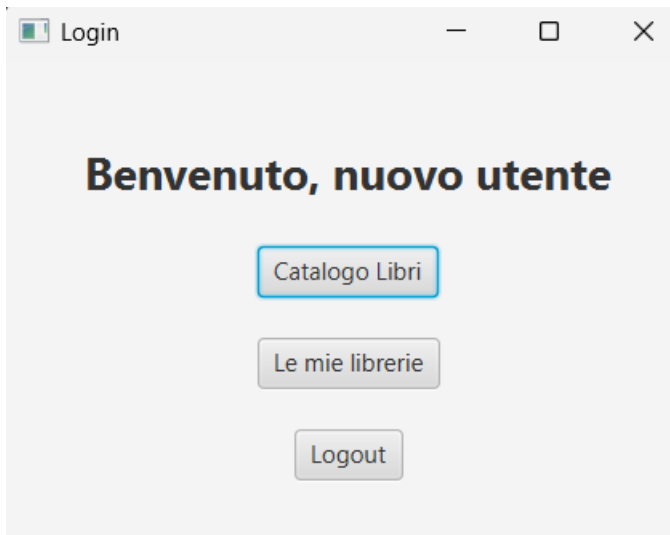 Login
Benvenuto, nuovo utente
Catalogo Libri
Le mie librerie
Logout